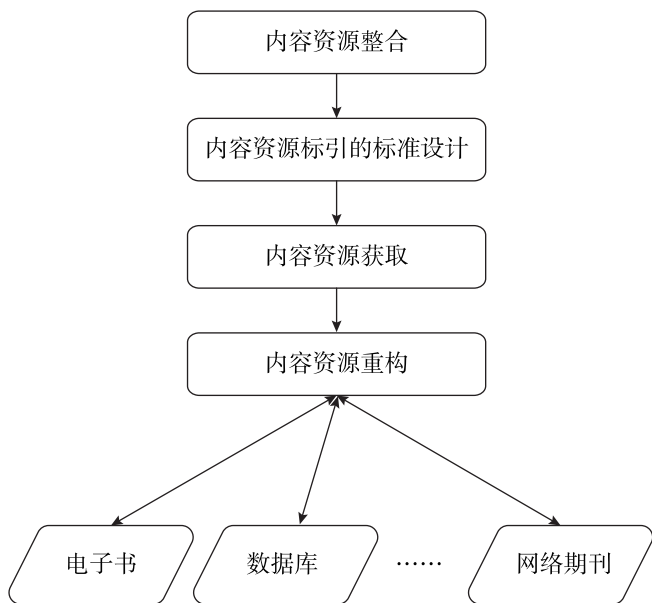 内容资源整合
内容资源标引的标准设计
内容资源获取
内容资源重构
电子书
数据库
……
网络期刊